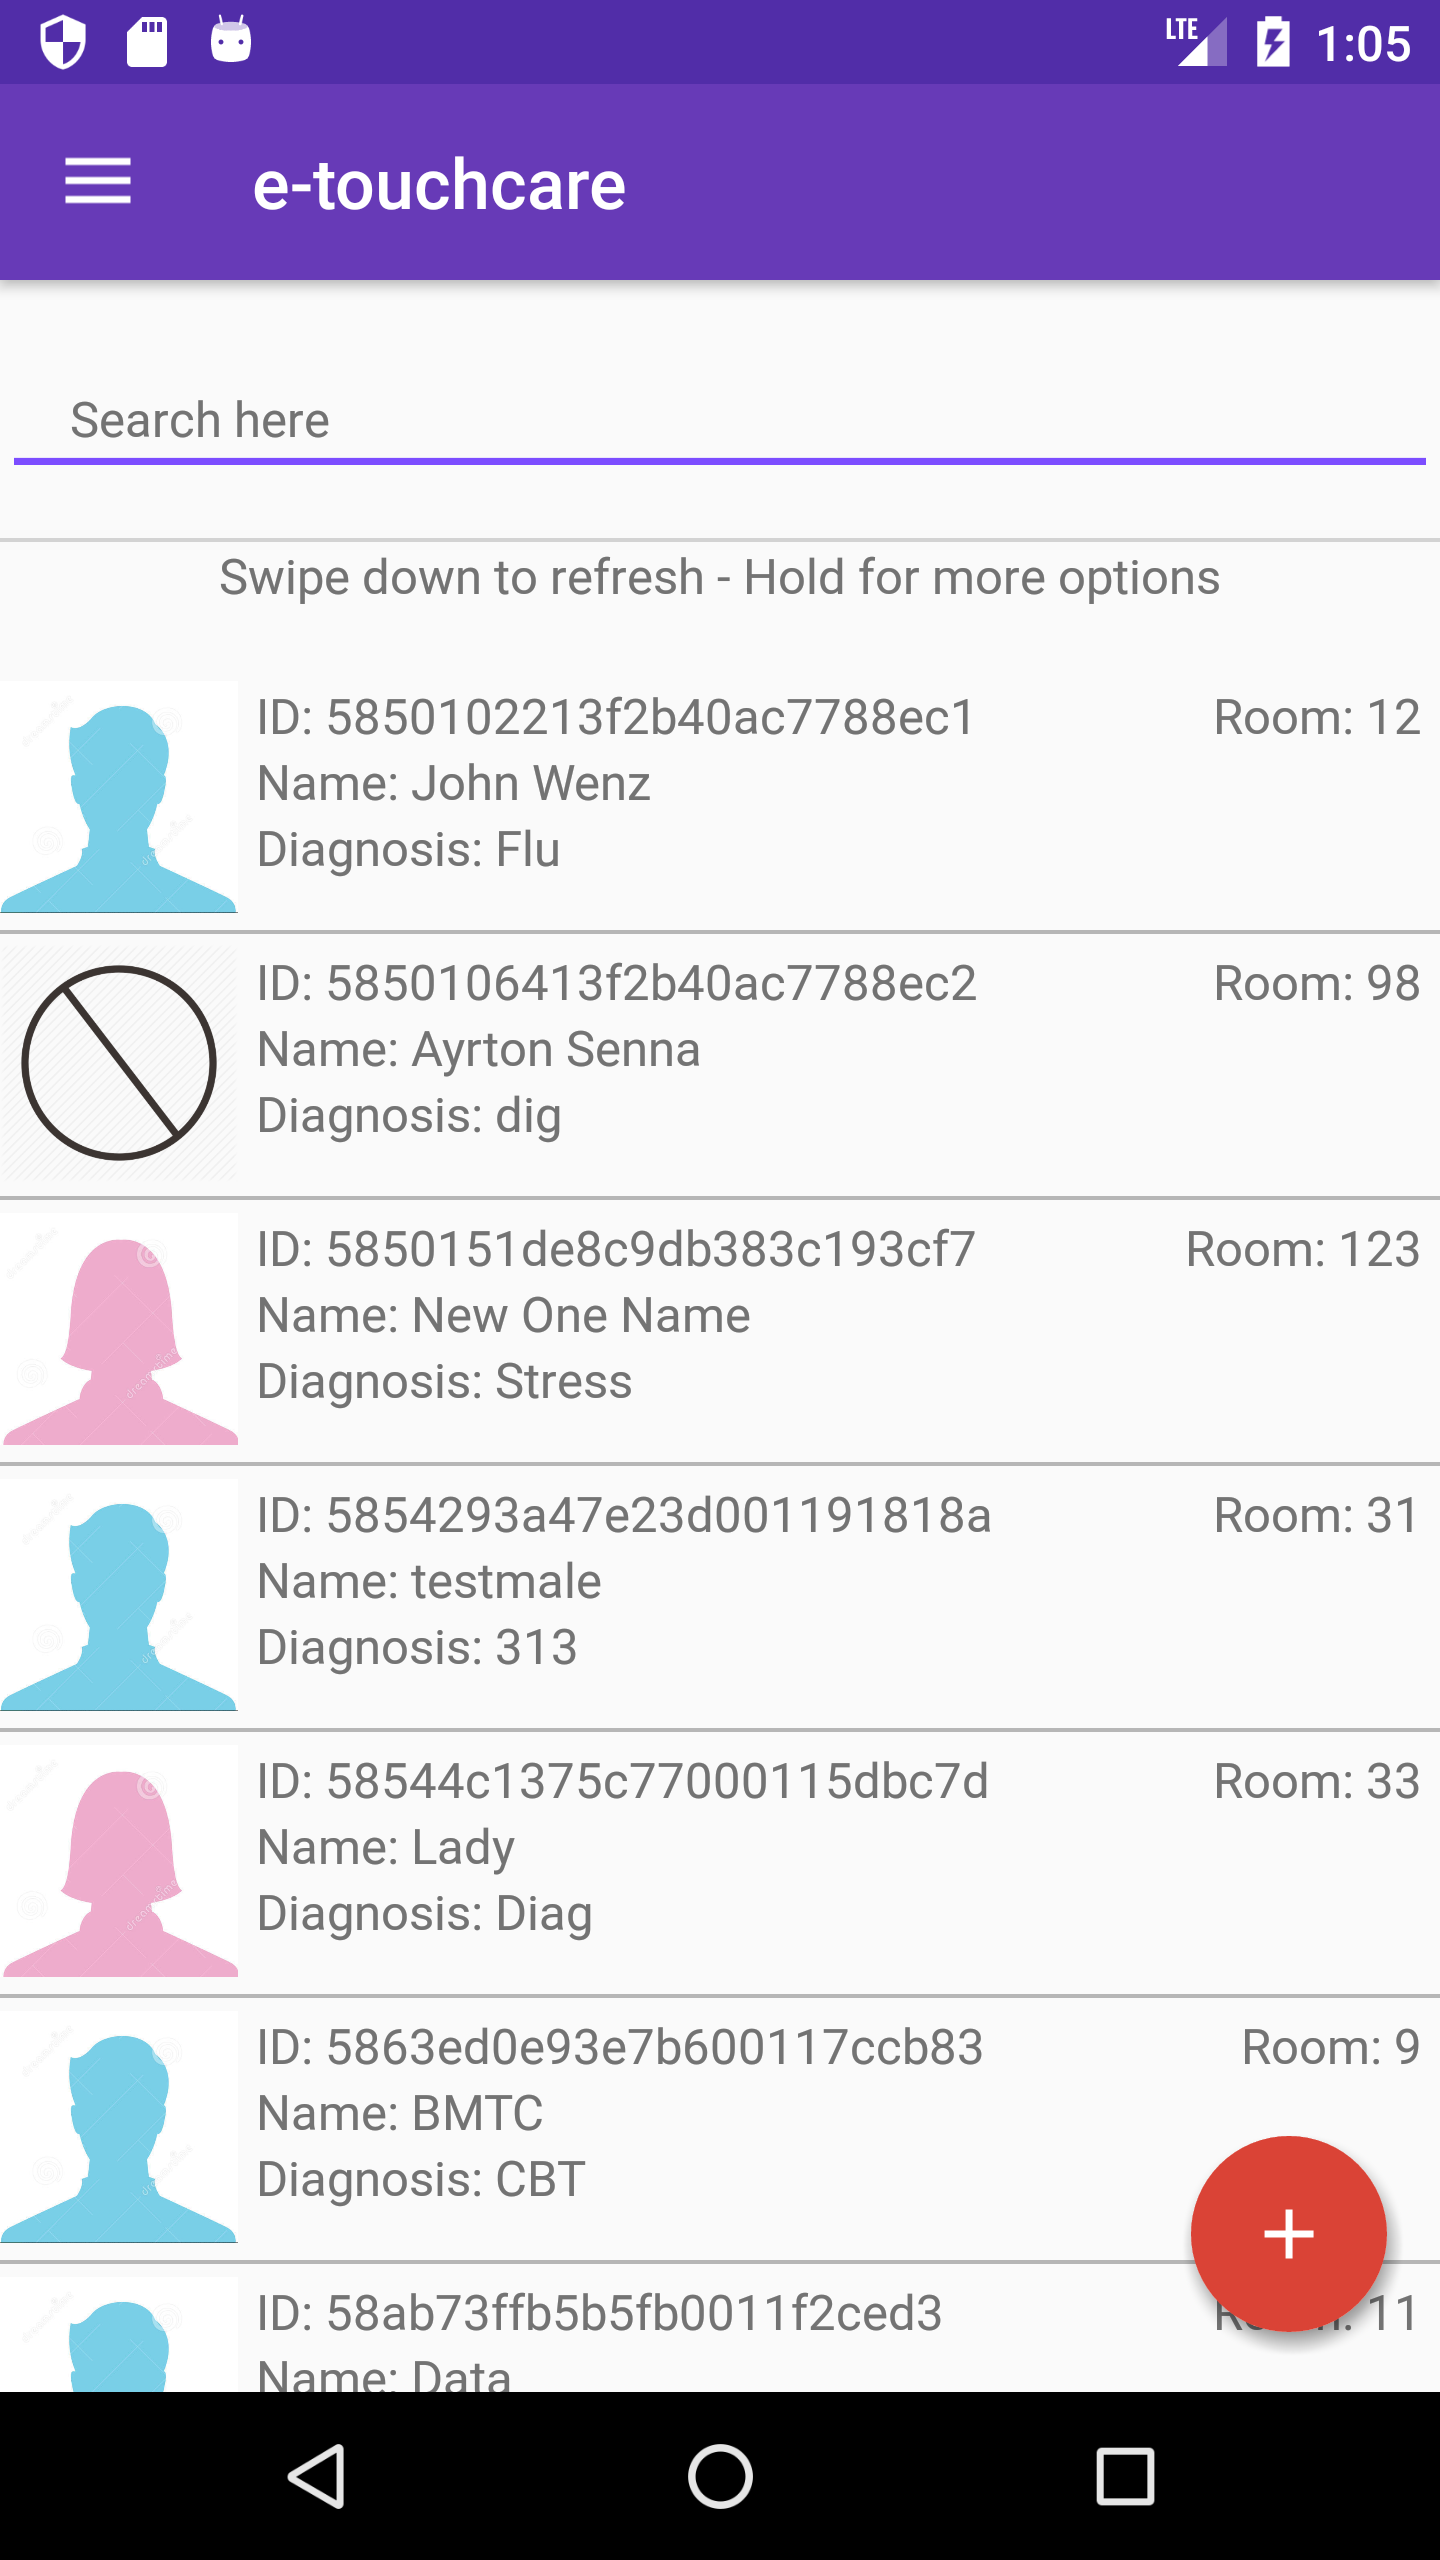 LTE 1:05
e-touchcare
Search here
Swipe down to refresh - Hold for more options
ID: 5850102213f2b40ac7788ec1 Room: 12
Name: John Wenz
Diagnosis: Flu
ID: 5850106413f2b40ac7788ec2 Room: 98
Name: Ayrton Senna
Diagnosis: dig
ID: 5850151de8c9db383c193cf7 Room: 123
Name: New One Name
Diagnosis: Stress
ID: 5854293a47e23d001191818a Room: 31
Name: testmale
Diagnosis: 313
ID: 58544c1375c77000115dbc7d Room: 33
Name: Lady
Diagnosis: Diag
ID: 5863ed0e93e7b600117ccb83 Room: 9
Name: BMTC
Diagnosis: CBT
ID: 58ab73ffb5b5fb0011f2ced3 11
Name: Data